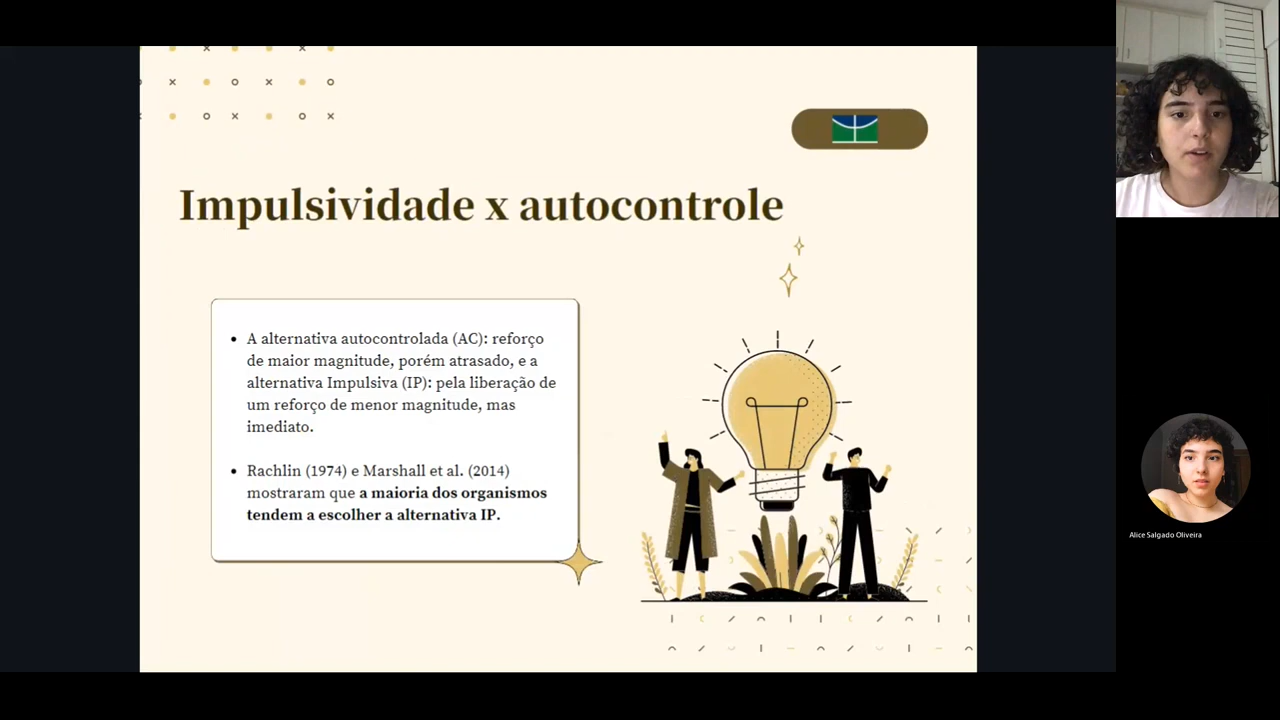 Impulsividade x autocontrole
A alternativa autocontrolada (AC): reforço
de maior magnitude, porém atrasado, e a
alternativa Impulsiva (IP): pela liberação de
um reforço de menor magnitude, mas
imediato.
Rachlin (1974) e Marshall et al. (2014)
mostraram que a maioria dos organismos
tendem a escolher a alternativa IP.
Alice Salgado Oliveira